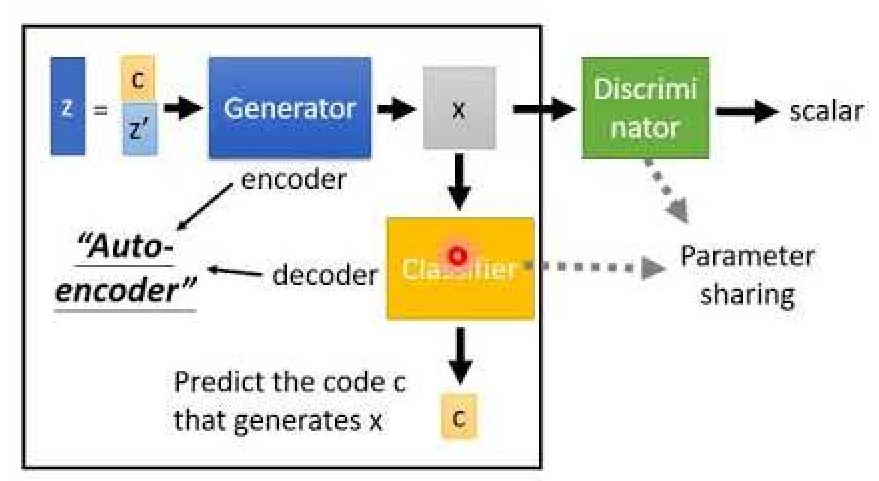 z
=
c
z'
Generator
x
Discrimi
nator
scalar
encoder
"Auto-
encoder"
decoder
Classifier
Parameter
sharing
Predict the code c
that generates x
c